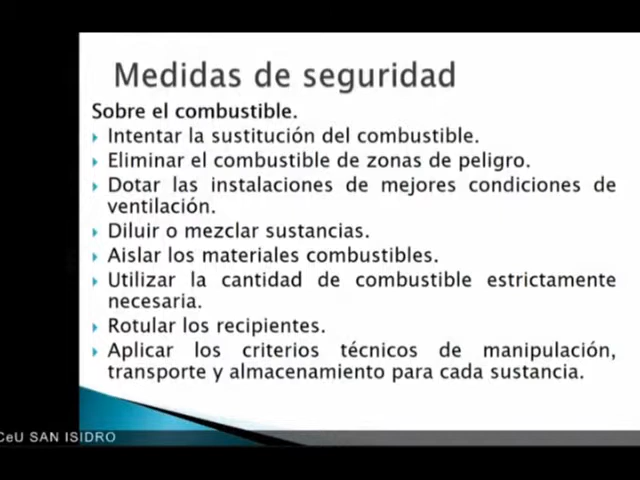 Medidas de seguridad
Sobre el combustible.
Intentar la sustitución del combustible.
Eliminar el combustible de zonas de peligro.
Dotar las instalaciones de mejores condiciones de
ventilación.
Diluir o mezclar sustancias.
Aislar los materiales combustibles.
Utilizar la cantidad de combustible estrictamente
necesaria.
Rotular los recipientes.
Aplicar los criterios técnicos de manipulación,
transporte y almacenamiento para cada sustancia.
CeU SAN ISIDRO